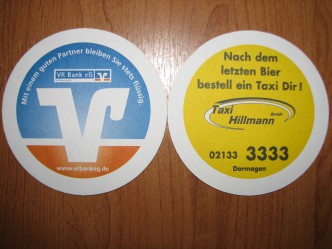 Mit einem guten Partner bleiben Sie stets flüssig.
VR Bank eG
www.vrbankeg.de
Nach dem
letzten Bier
bestell ein Taxi Dir!
Taxi
Hillmann
GmbH
02133 3333
Dormagen